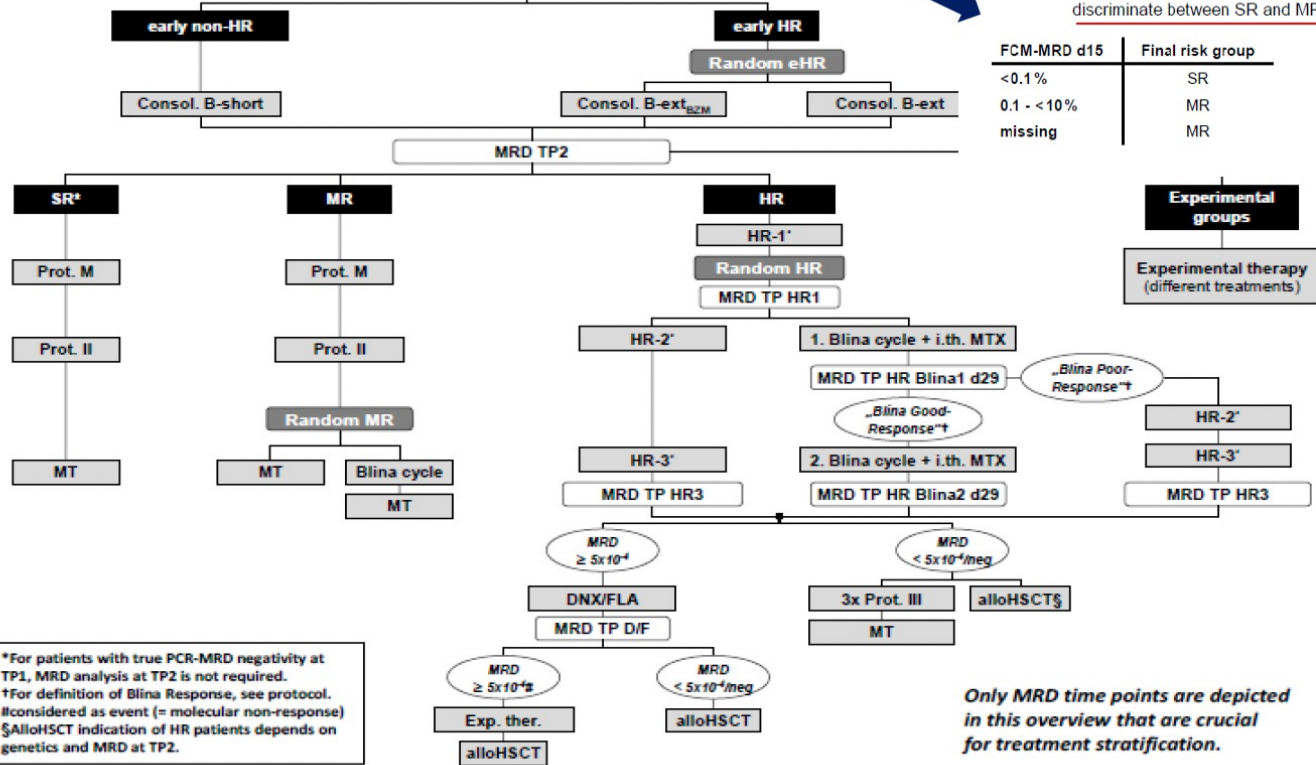 discriminate between SR and MR
early non-HR
early HR
Random eHR
Consol. B-short
Consol. B-extBZM
Consol. B-ext
FCM-MRD d15 Final risk group
<0.1% SR
0.1 - <10% MR
missing MR
MRD TP2
SR*
MR
HR
Experimental
groups
HR-1'
Random HR
MRD TP HR1
Experimental therapy
(different treatments)
Prot. M
Prot. M
HR-2'
1. Blina cycle + i.th. MTX
Prot. II
Prot. II
MRD TP HR Blina1 d29
„Blina Poor-
Response"†
„Blina Good-
Response"†
HR-2'
Random MR
HR-3'
2. Blina cycle + i.th. MTX
HR-3'
MT
MT
Blina cycle
MT
MRD TP HR3
MRD TP HR Blina2 d29
MRD TP HR3
MRD
≥ 5x10⁻⁴
MRD
< 5x10⁻⁴/neg
DNX/FLA
3x Prot. III
alloHSCT§
MRD TP D/F
MT
MRD
≥ 5x10⁻⁴#
MRD
< 5x10⁻⁴/neg
Exp. ther.
alloHSCT
alloHSCT
*For patients with true PCR-MRD negativity at
TP1, MRD analysis at TP2 is not required.
†For definition of Blina Response, see protocol.
#considered as event (= molecular non-response)
§AlloHSCT indication of HR patients depends on
genetics and MRD at TP2.
Only MRD time points are depicted
in this overview that are crucial
for treatment stratification.